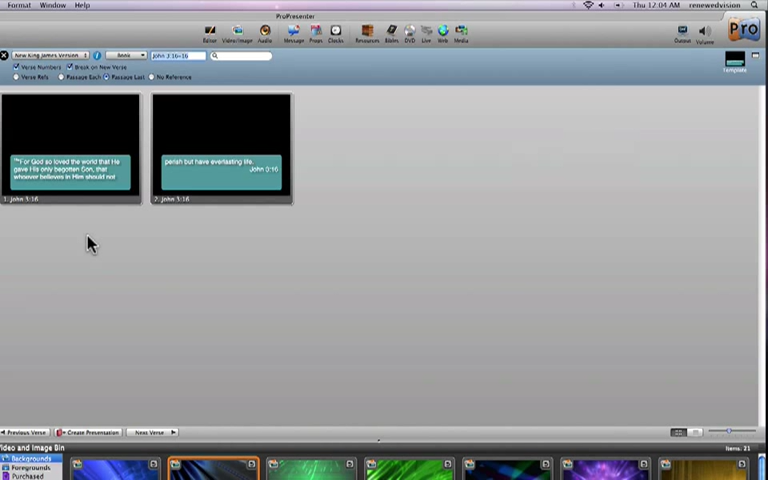 Format Window Help
Thu 12:04 AM renewedvision
ProPresenter
Editor Video/Image Audio Message Props Clocks Resources Bibles DVD Live Web Media Output Volume
Pro
New King James Version Book John 3:16-16
Verse Numbers Break on New Verse
Verse Refs Passage Each Passage Last No Reference
Template
"For God so loved the world that He
gave His only begotten Son, that
whoever believes in Him should not
perish but have everlasting life.
John 3:16
1. John 3:16
2. John 3:16
Previous Verse Create Presentation Next Verse
Video and Image Bin
Items: 21
Backgrounds
Foregrounds
Purchased